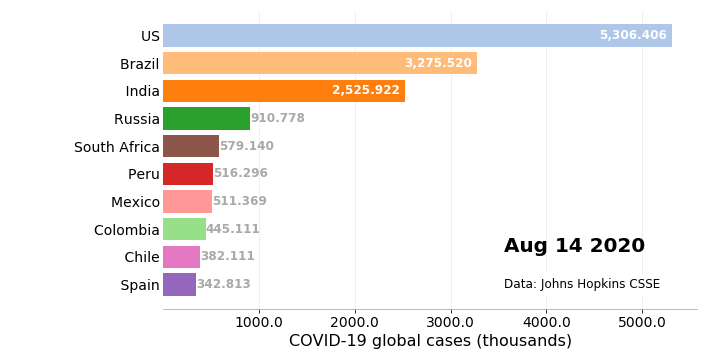 US 5,306.406
Brazil 3,275.520
India 2,525.922
Russia 910.778
South Africa 579.140
Peru 516.296
Mexico 511.369
Colombia 445.111
Chile 382.111
Spain 342.813
Aug 14 2020
Data: Johns Hopkins CSSE
1000.0 2000.0 3000.0 4000.0 5000.0
COVID-19 global cases (thousands)